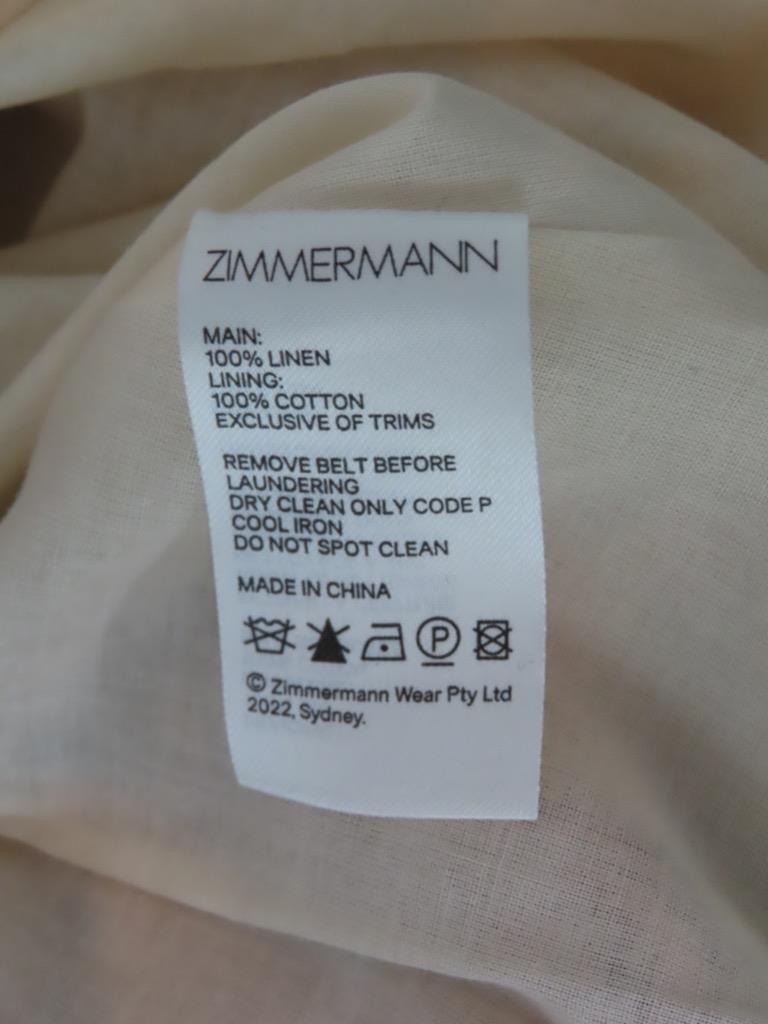 ZIMMERMANN
MAIN:
100% LINEN
LINING:
100% COTTON
EXCLUSIVE OF TRIMS
REMOVE BELT BEFORE
LAUNDERING
DRY CLEAN ONLY CODE P
COOL IRON
DO NOT SPOT CLEAN
MADE IN CHINA
P
© Zimmermann Wear Pty Ltd
2022, Sydney.